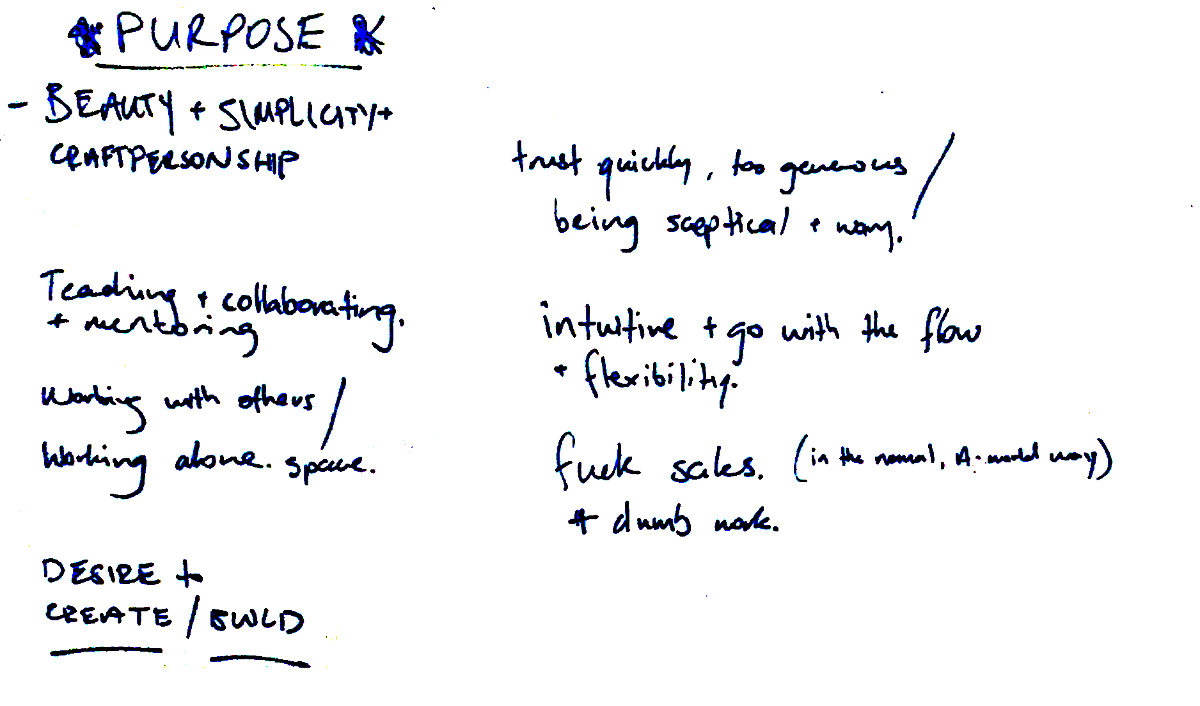 PURPOSE
- BEAUTY + SIMPLICITY +
CRAFTPERSONSHIP
Teaching + collaborating.
+ mentoring
Working with others /
Working alone. space.
DESIRE to
CREATE / BUILD
trust quickly, too generous /
being sceptical + wary.
intuitive + go with the flow
+ flexibility.
fuck sales. (in the normal, A-world way)
+ dumb work.